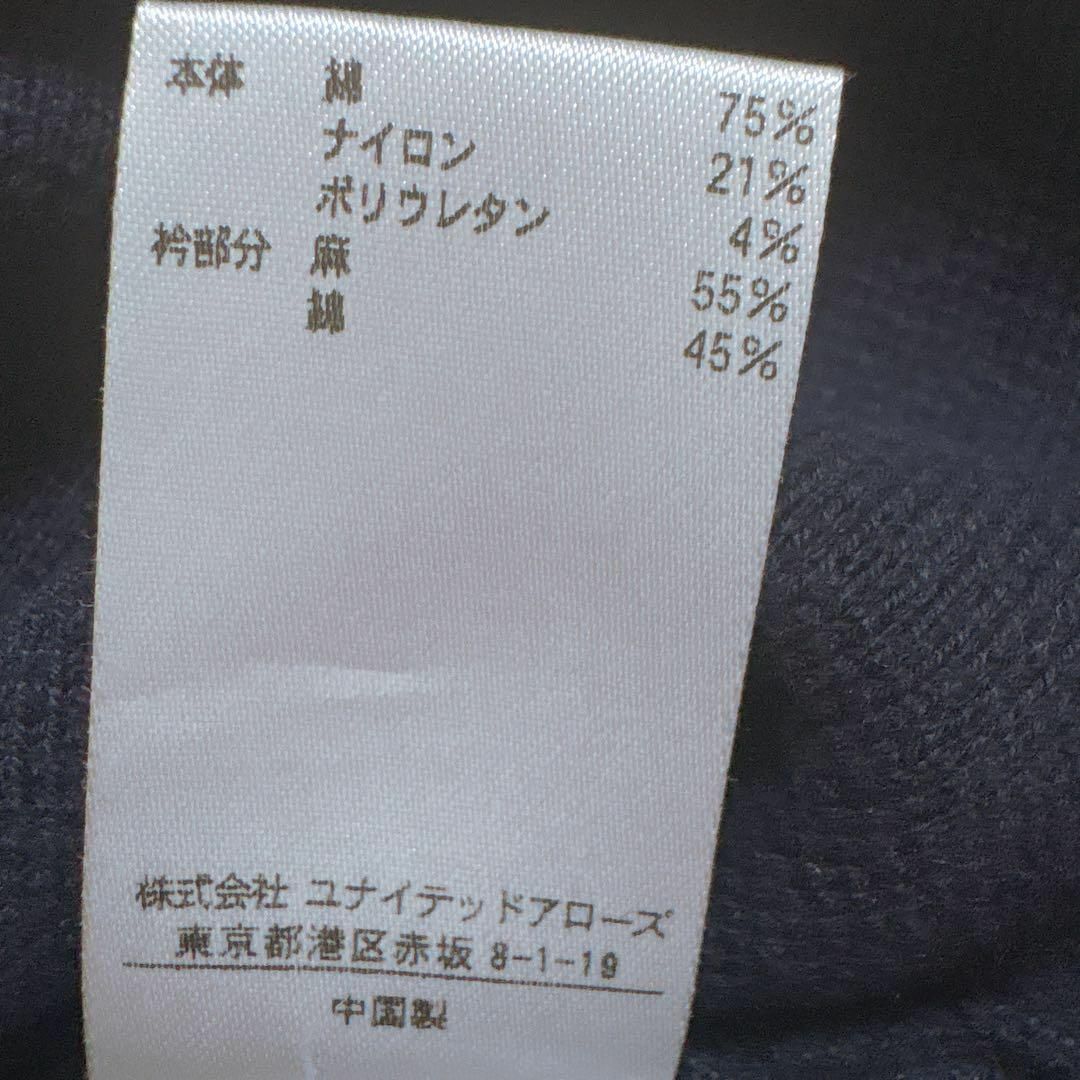 本体 綿 75%
ナイロン 21%
ポリウレタン 4%
衿部分 麻 55%
綿 45%
株式会社 ユナイテッドアローズ
東京都港区赤坂 8-1-19
中国製